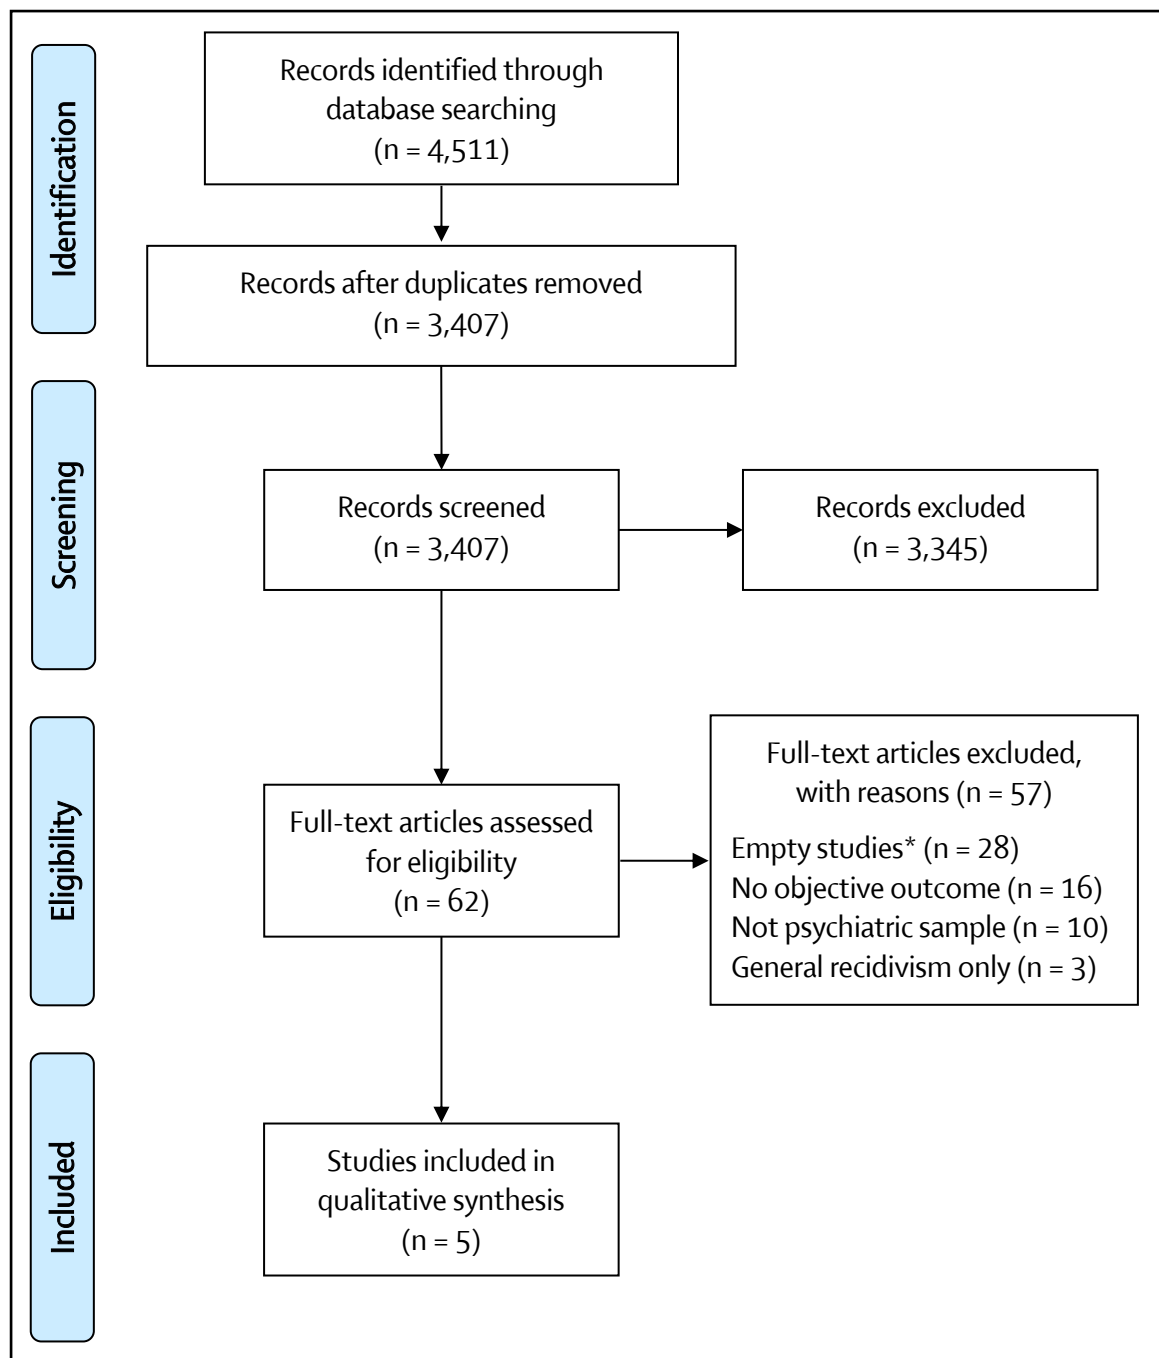 Identification
Records identified through
database searching
(n = 4,511)
Records after duplicates removed
(n = 3,407)
Screening
Records screened
(n = 3,407)
Records excluded
(n = 3,345)
Eligibility
Full-text articles assessed
for eligibility
(n = 62)
Full-text articles excluded,
with reasons (n = 57)
Empty studies* (n = 28)
No objective outcome (n = 16)
Not psychiatric sample (n = 10)
General recidivism only (n = 3)
Included
Studies included in
qualitative synthesis
(n = 5)